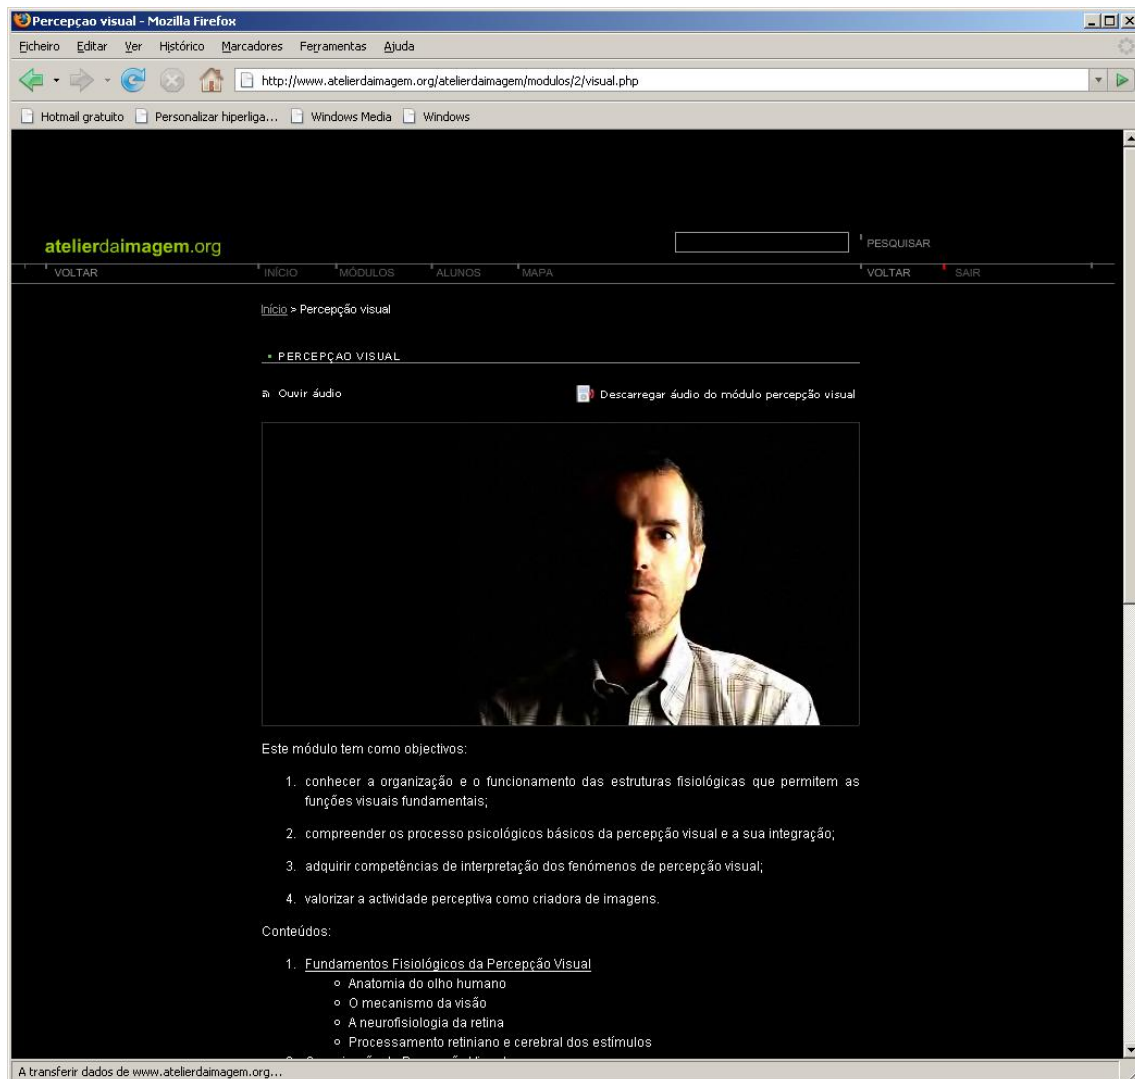 Percepçao visual - Mozilla Firefox
Ficheiro Editar Ver Histórico Marcadores Ferramentas Ajuda
http://www.atelierdaimagem.org/atelierdaimagem/modulos/2/visual.php
Hotmail gratuito Personalizar hiperliga... Windows Media Windows
atelierdaimagem.org PESQUISAR
VOLTAR INÍCIO MÓDULOS ALUNOS MAPA VOLTAR SAIR
Início > Percepção visual
PERCEPÇAO VISUAL
Ouvir áudio Descarregar áudio do módulo percepção visual
Este módulo tem como objectivos:
1. conhecer a organização e o funcionamento das estruturas fisiológicas que permitem as
funções visuais fundamentais;
2. compreender os processo psicológicos básicos da percepção visual e a sua integração;
3. adquirir competências de interpretação dos fenómenos de percepção visual;
4. valorizar a actividade perceptiva como criadora de imagens.
Conteúdos:
1. Fundamentos Fisiológicos da Percepção Visual
Anatomia do olho humano
O mecanismo da visão
A neurofisiologia da retina
Processamento retiniano e cerebral dos estímulos
A transferir dados de www.atelierdaimagem.org...